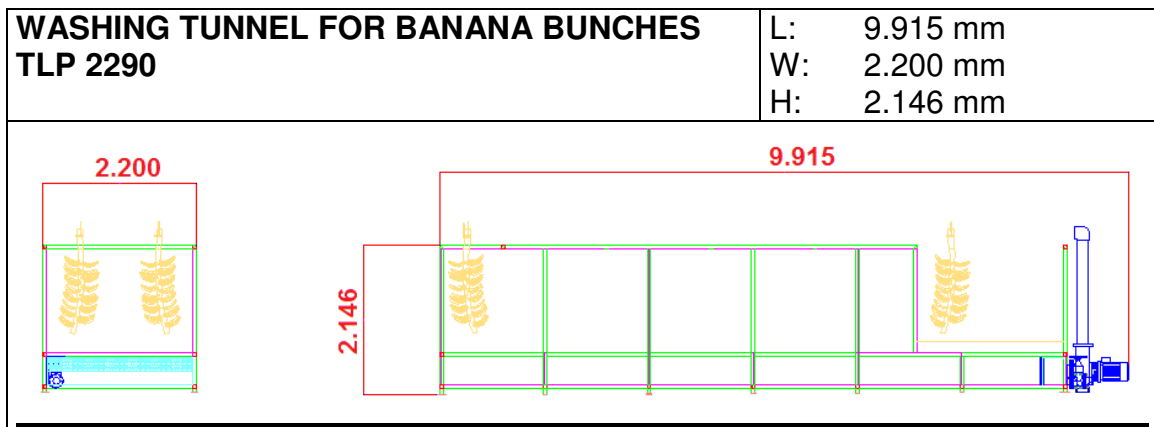 WASHING TUNNEL FOR BANANA BUNCHES
TLP 2290
L: 9.915 mm
W: 2.200 mm
H: 2.146 mm
2.200
9.915
2.146